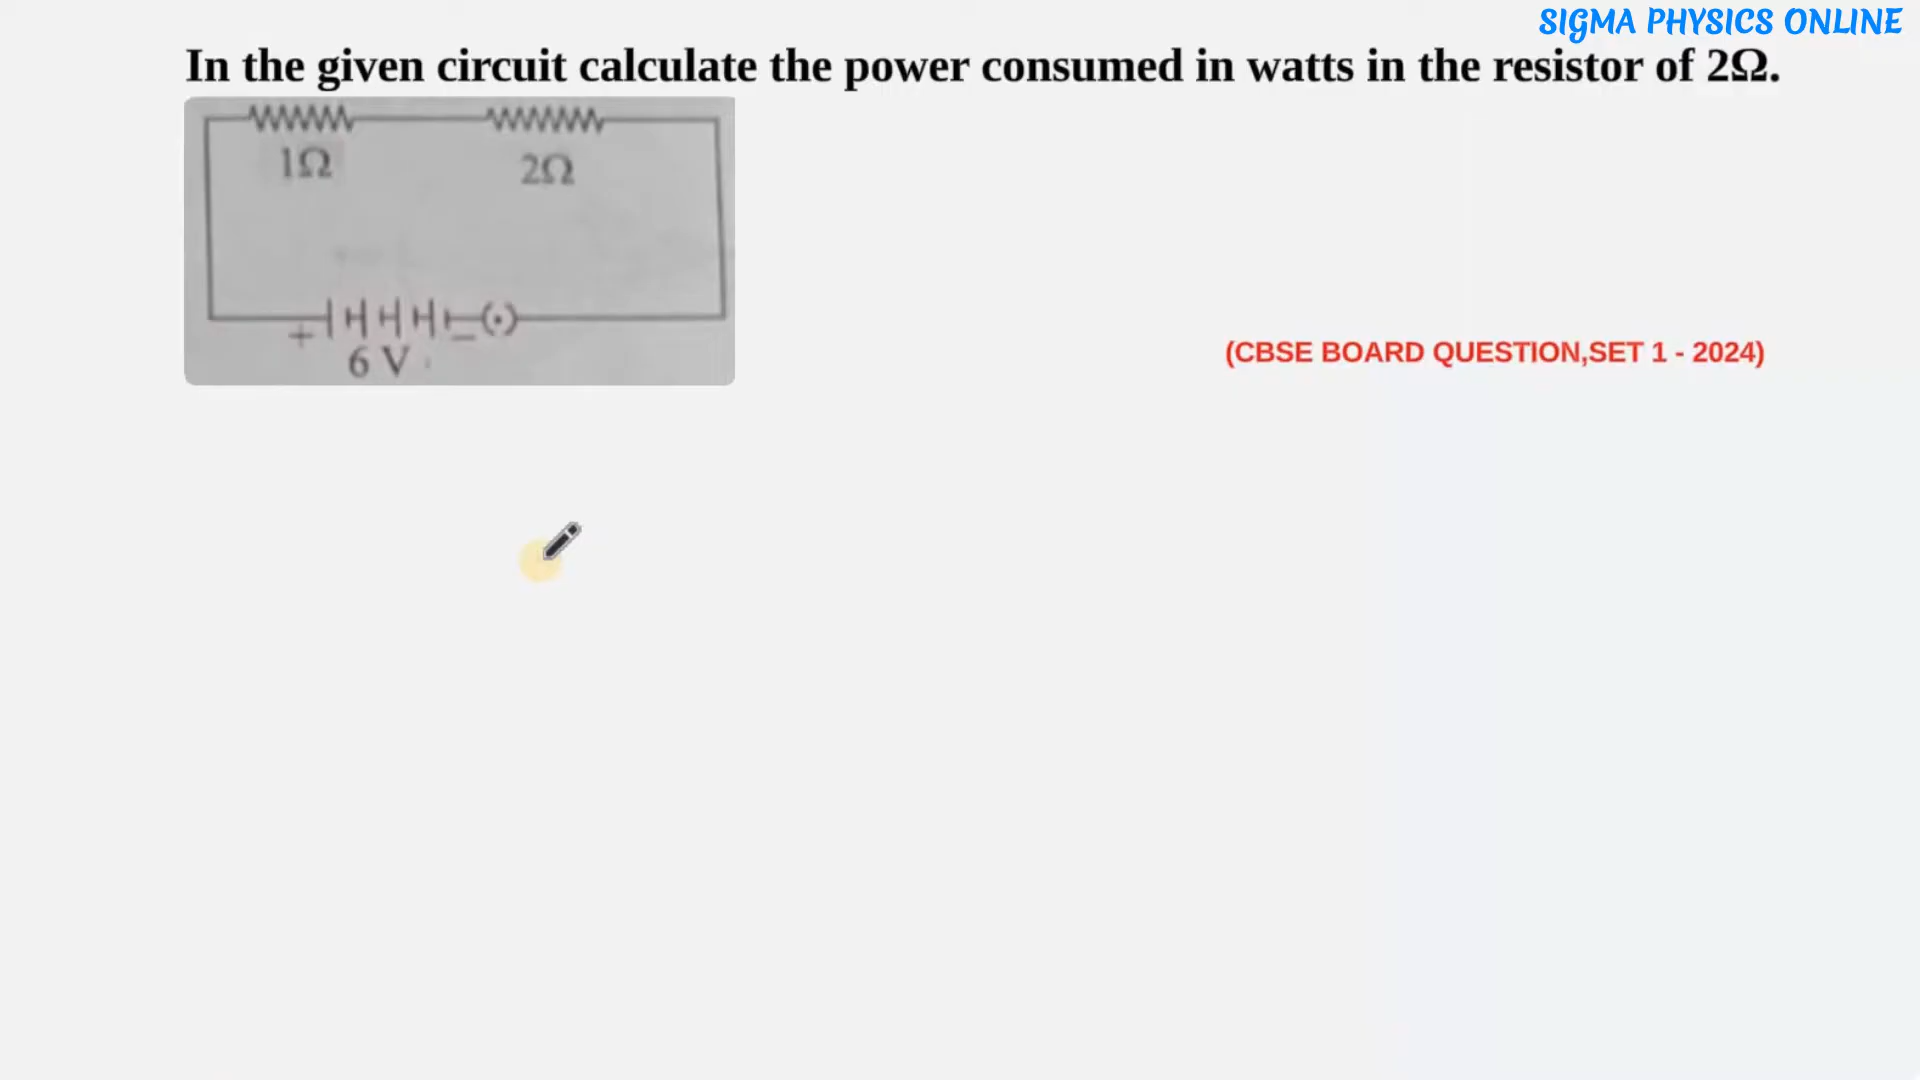 SIGMA PHYSICS ONLINE
In the given circuit calculate the power consumed in watts in the resistor of 2Ω.
1Ω
2Ω
+
–
6 V
(CBSE BOARD QUESTION,SET 1 - 2024)